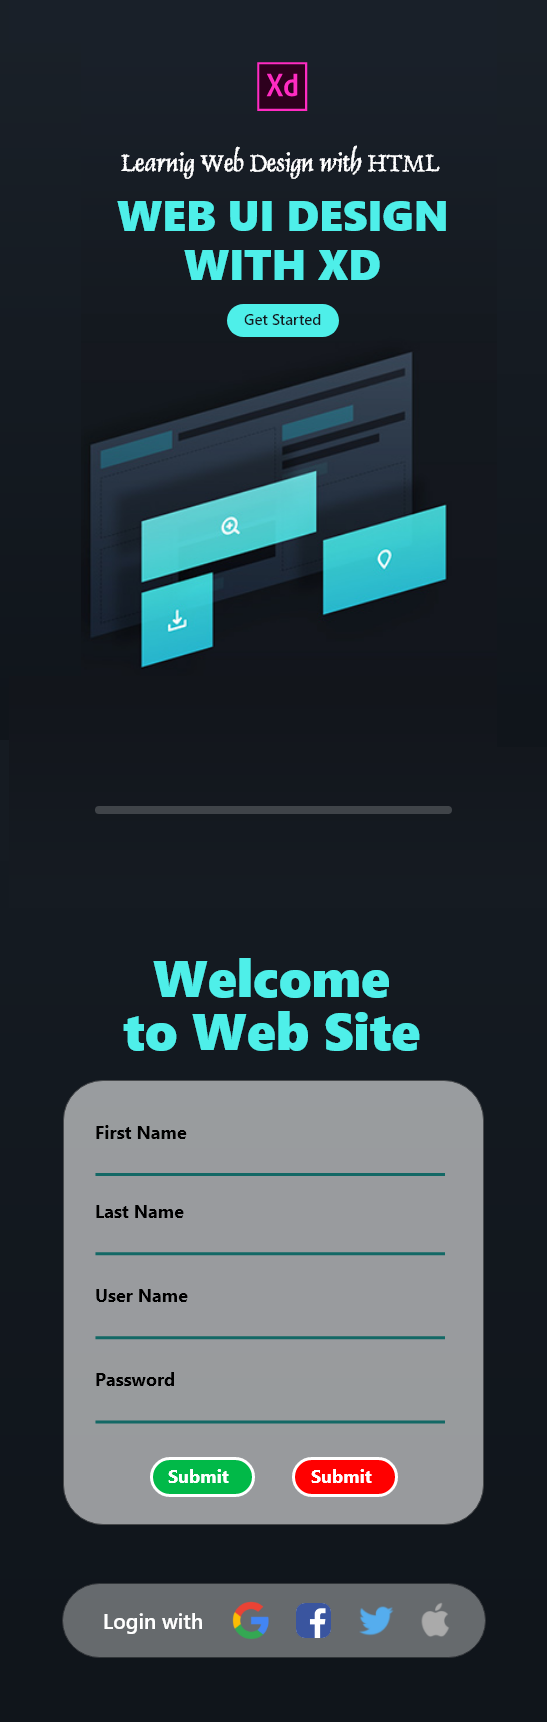 Xd
Learnig Web Design with HTML
WEB UI DESIGN
WITH XD
Get Started
Welcome
to Web Site
First Name
Last Name
User Name
Password
Submit Submit
Login with